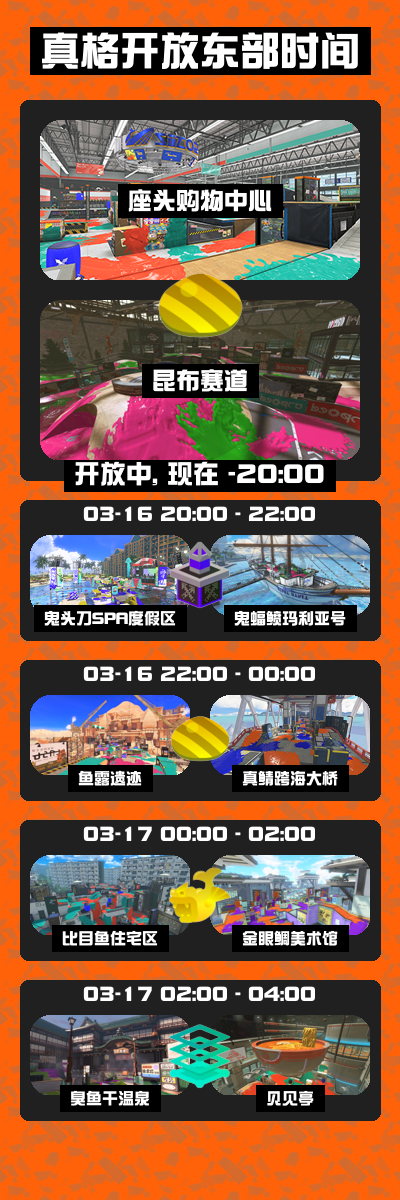 真格开放东部时间
座头购物中心
昆布赛道
开放中, 现在 -20:00
03-16 20:00 - 22:00
鬼头刀SPA度假区
鬼蝠鲼玛利亚号
03-16 22:00 - 00:00
鱼露遗迹
真鲭跨海大桥
03-17 00:00 - 02:00
比目鱼住宅区
金眼鲷美术馆
03-17 02:00 - 04:00
臭鱼干温泉
贝贝亭